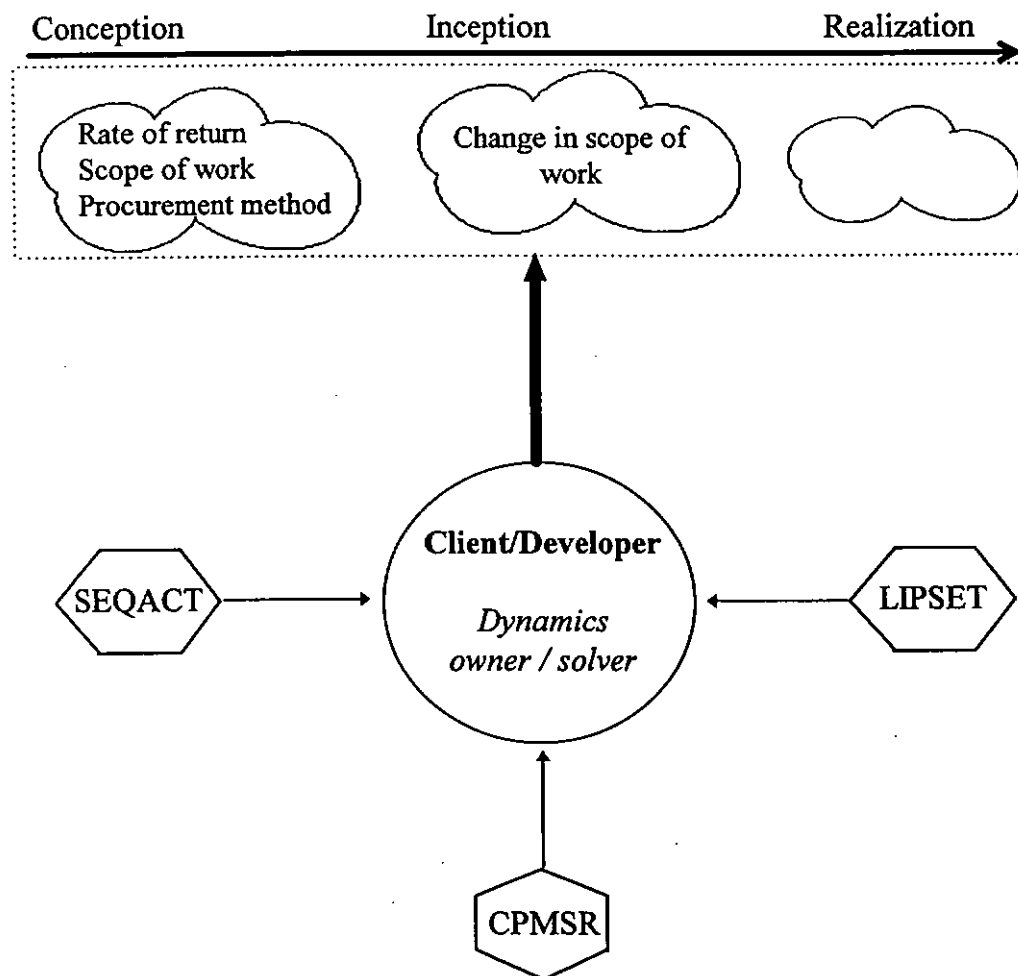 Conception Inception Realization
Rate of return
Scope of work
Procurement method
Change in scope of
work
Client/Developer
Dynamics
owner / solver
SEQACT
LIPSET
CPMSR